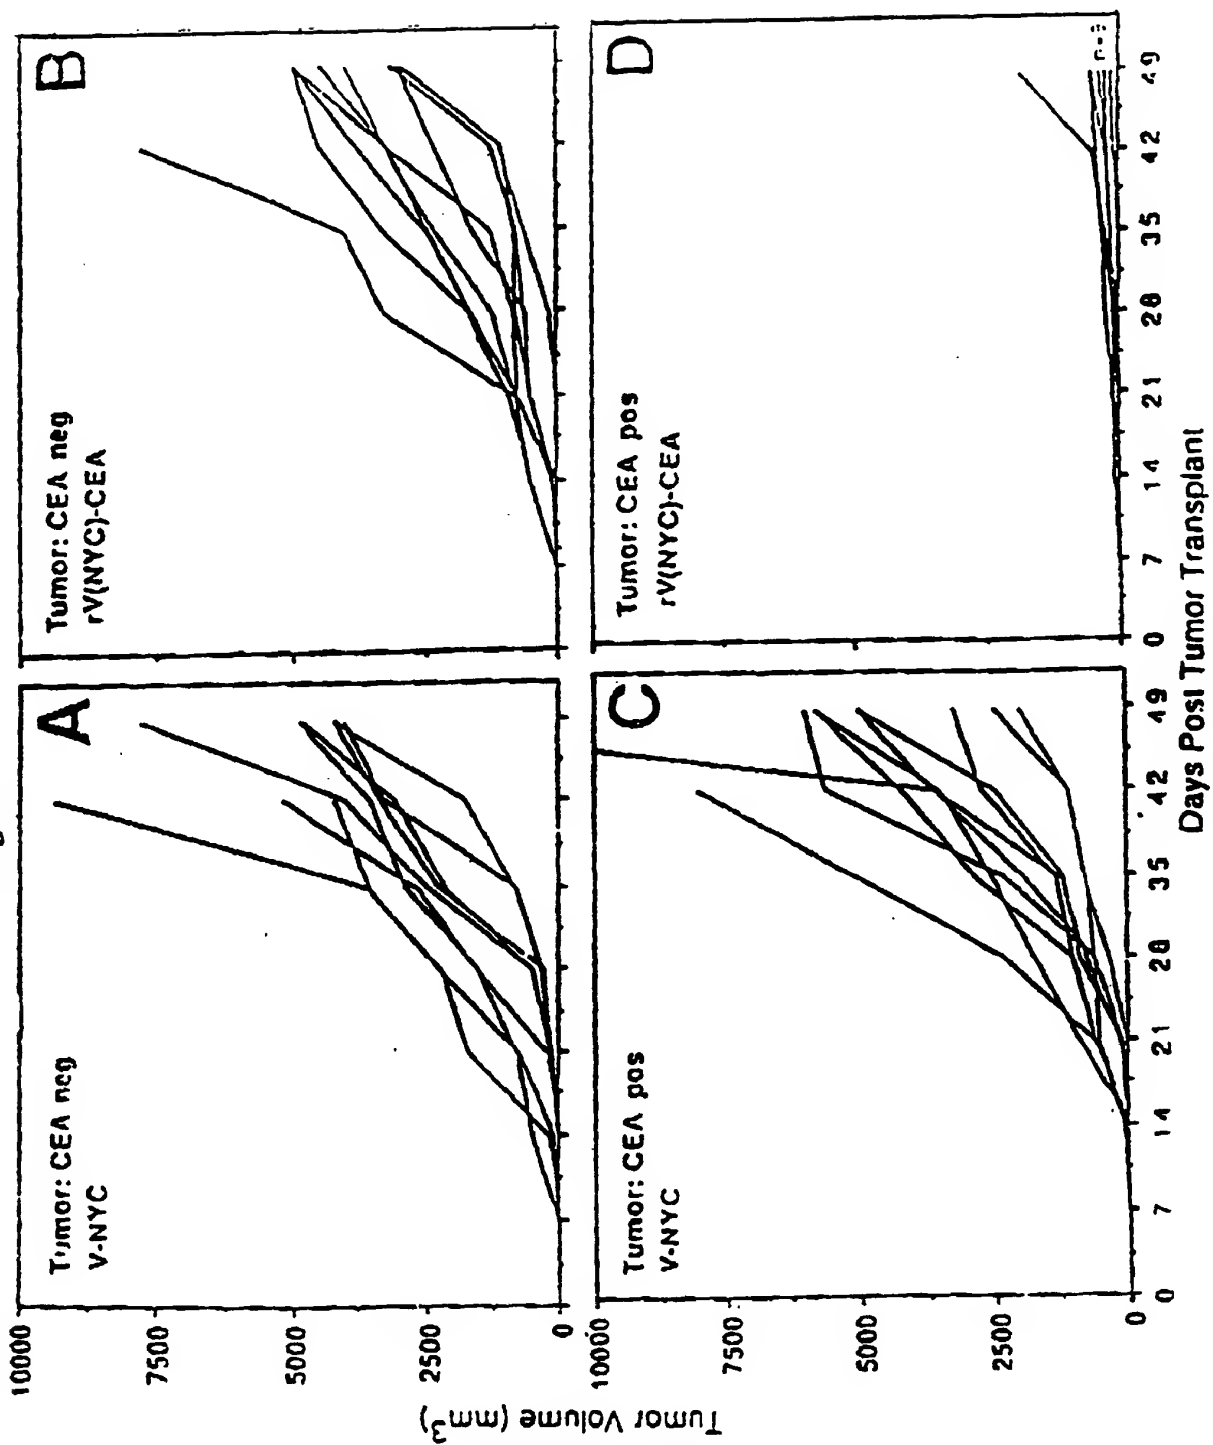 A
Tumor: CEA neg
V-NYC
B
Tumor: CEA neg
rV(NYC)-CEA
10000
7500
5000
2500
0
C
Tumor: CEA pos
V-NYC
D
Tumor: CEA pos
rV(NYC)-CEA
10000
7500
5000
2500
0
0 7 14 21 28 35 42 49
0 7 14 21 28 35 42 49
Tumor Volume (mm3)
Days Post Tumor Transplant